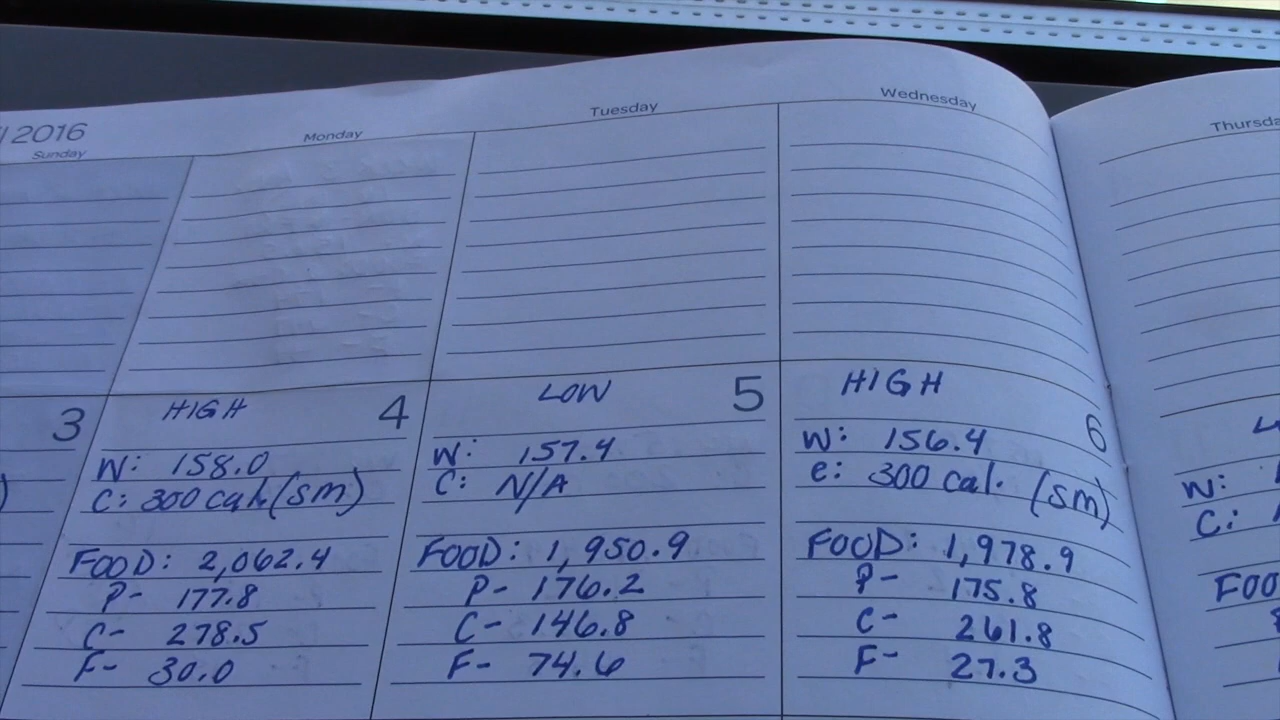 2016
Sunday
Monday
Tuesday
Wednesday
3
HIGH 4
W: 158.0
C: 300 cal. (sm)
FOOD: 2,062.4
P- 177.8
C- 278.5
F- 30.0
LOW 5
W: 157.4
C: N/A
FOOD: 1,950.9
P- 176.2
C- 146.8
F- 74.6
HIGH 6
W: 156.4
C: 300 cal. (sm)
FOOD: 1,978.9
P- 175.8
C- 261.8
F- 27.3
W:
C: